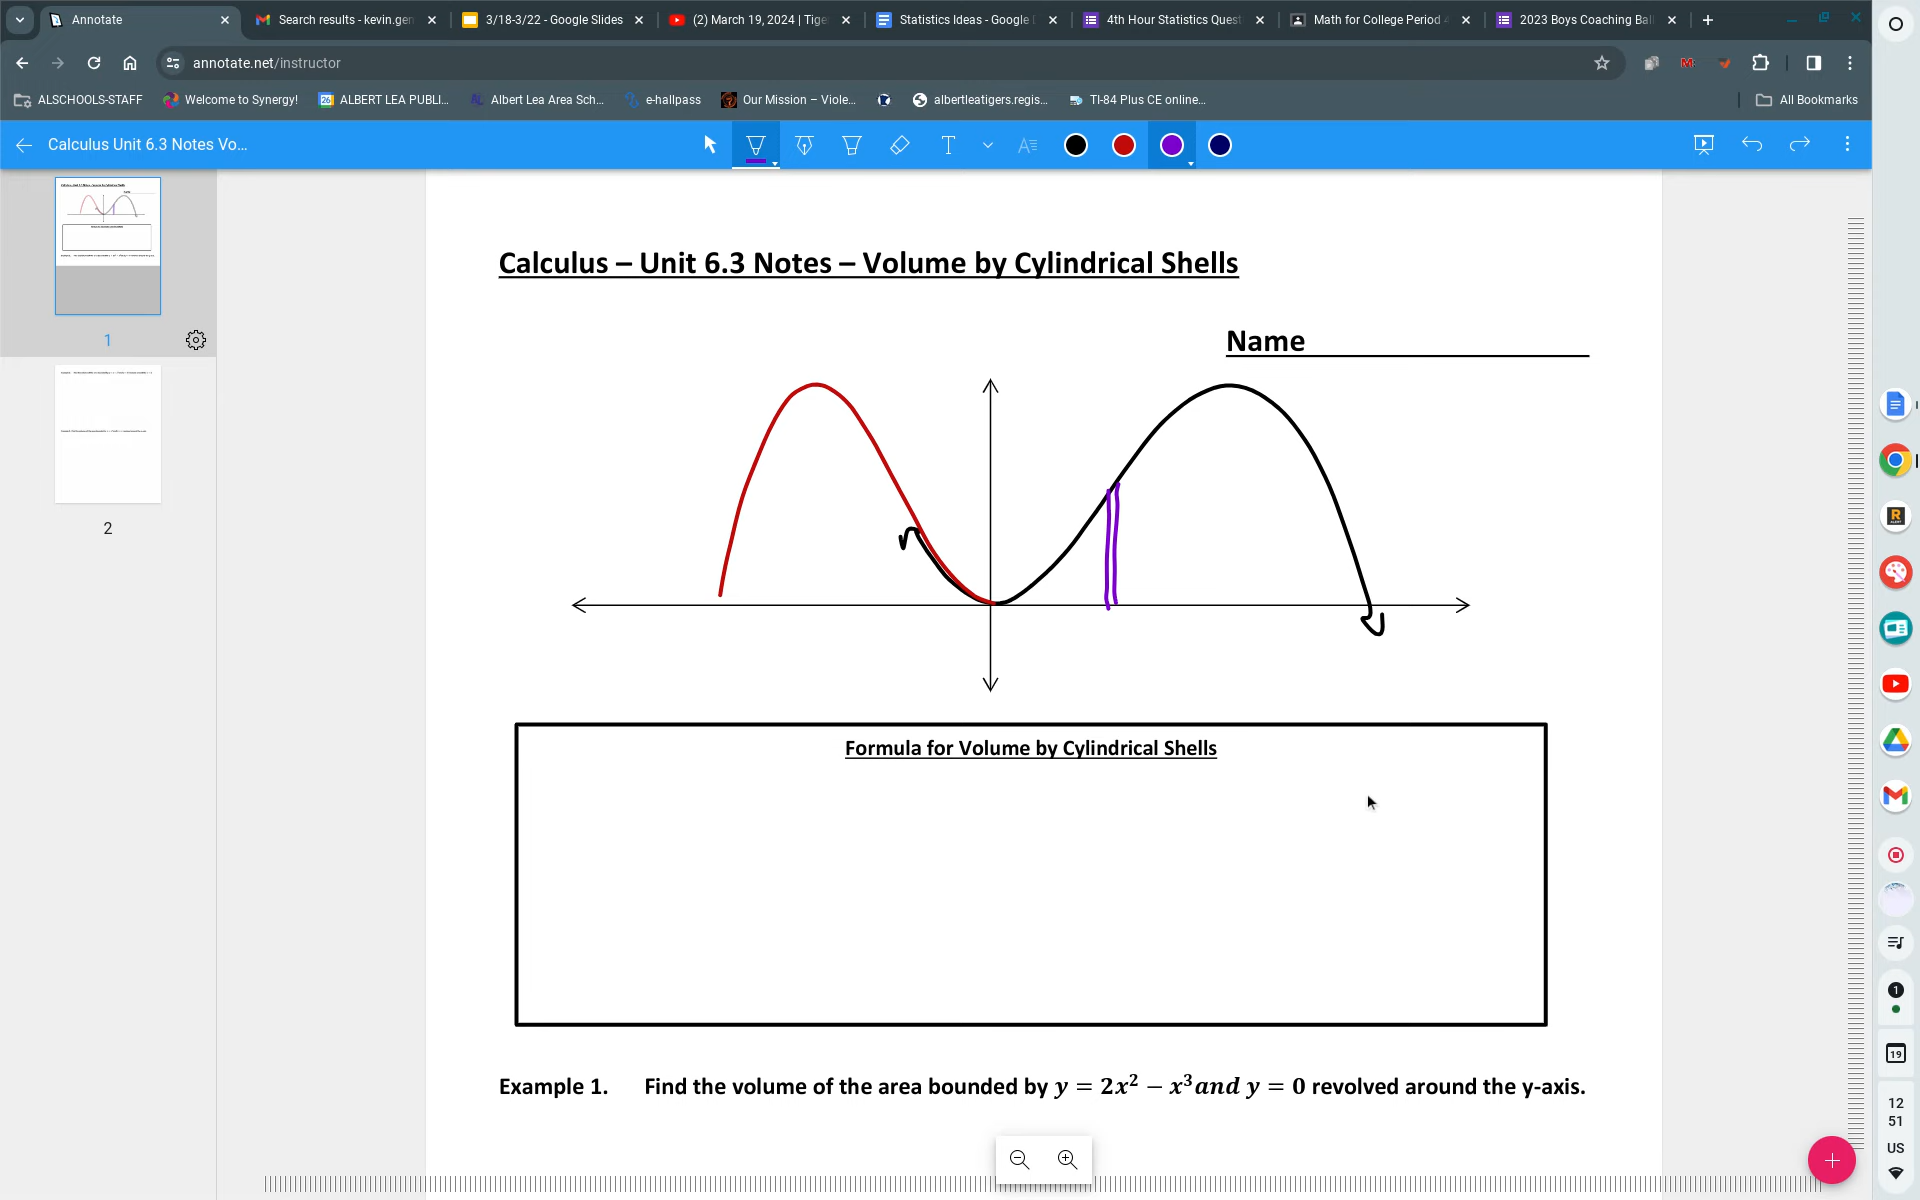 Annotate
Search results - kevin.gen
3/18-3/22 - Google Slides
(2) March 19, 2024 | Tige
Statistics Ideas - Google D
4th Hour Statistics Quest
Math for College Period 4
2023 Boys Coaching Ball
annotate.net/instructor
ALSCHOOLS-STAFF
Welcome to Synergy!
26
ALBERT LEA PUBLI...
Albert Lea Area Sch...
e-hallpass
Our Mission – Viole...
albertleatigers.regis...
TI-84 Plus CE online...
All Bookmarks
Calculus Unit 6.3 Notes Vo...
1
2
Calculus – Unit 6.3 Notes – Volume by Cylindrical Shells
Name
Formula for Volume by Cylindrical Shells
Example 1. Find the volume of the area bounded by y = 2x² − x³ and y = 0 revolved around the y-axis.
1
19
12
51
US